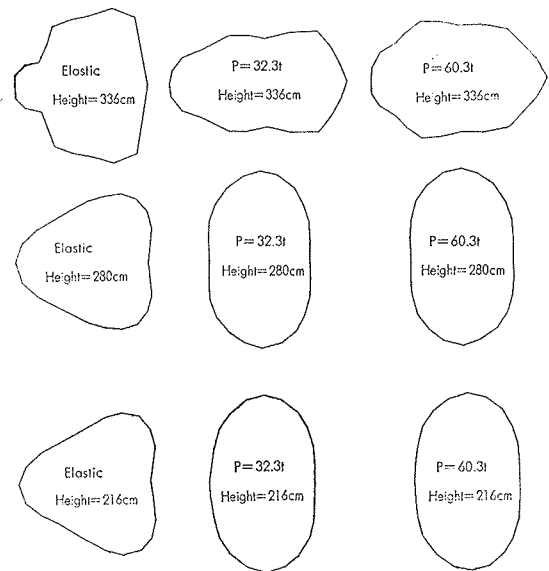 Elastic
Height=336cm
P=32.3t
Height=336cm
P=60.3t
Height=336cm
Elastic
Height=280cm
P=32.3t
Height=280cm
P=60.3t
Height=280cm
Elastic
Height=216cm
P=32.3t
Height=216cm
P=60.3t
Height=216cm